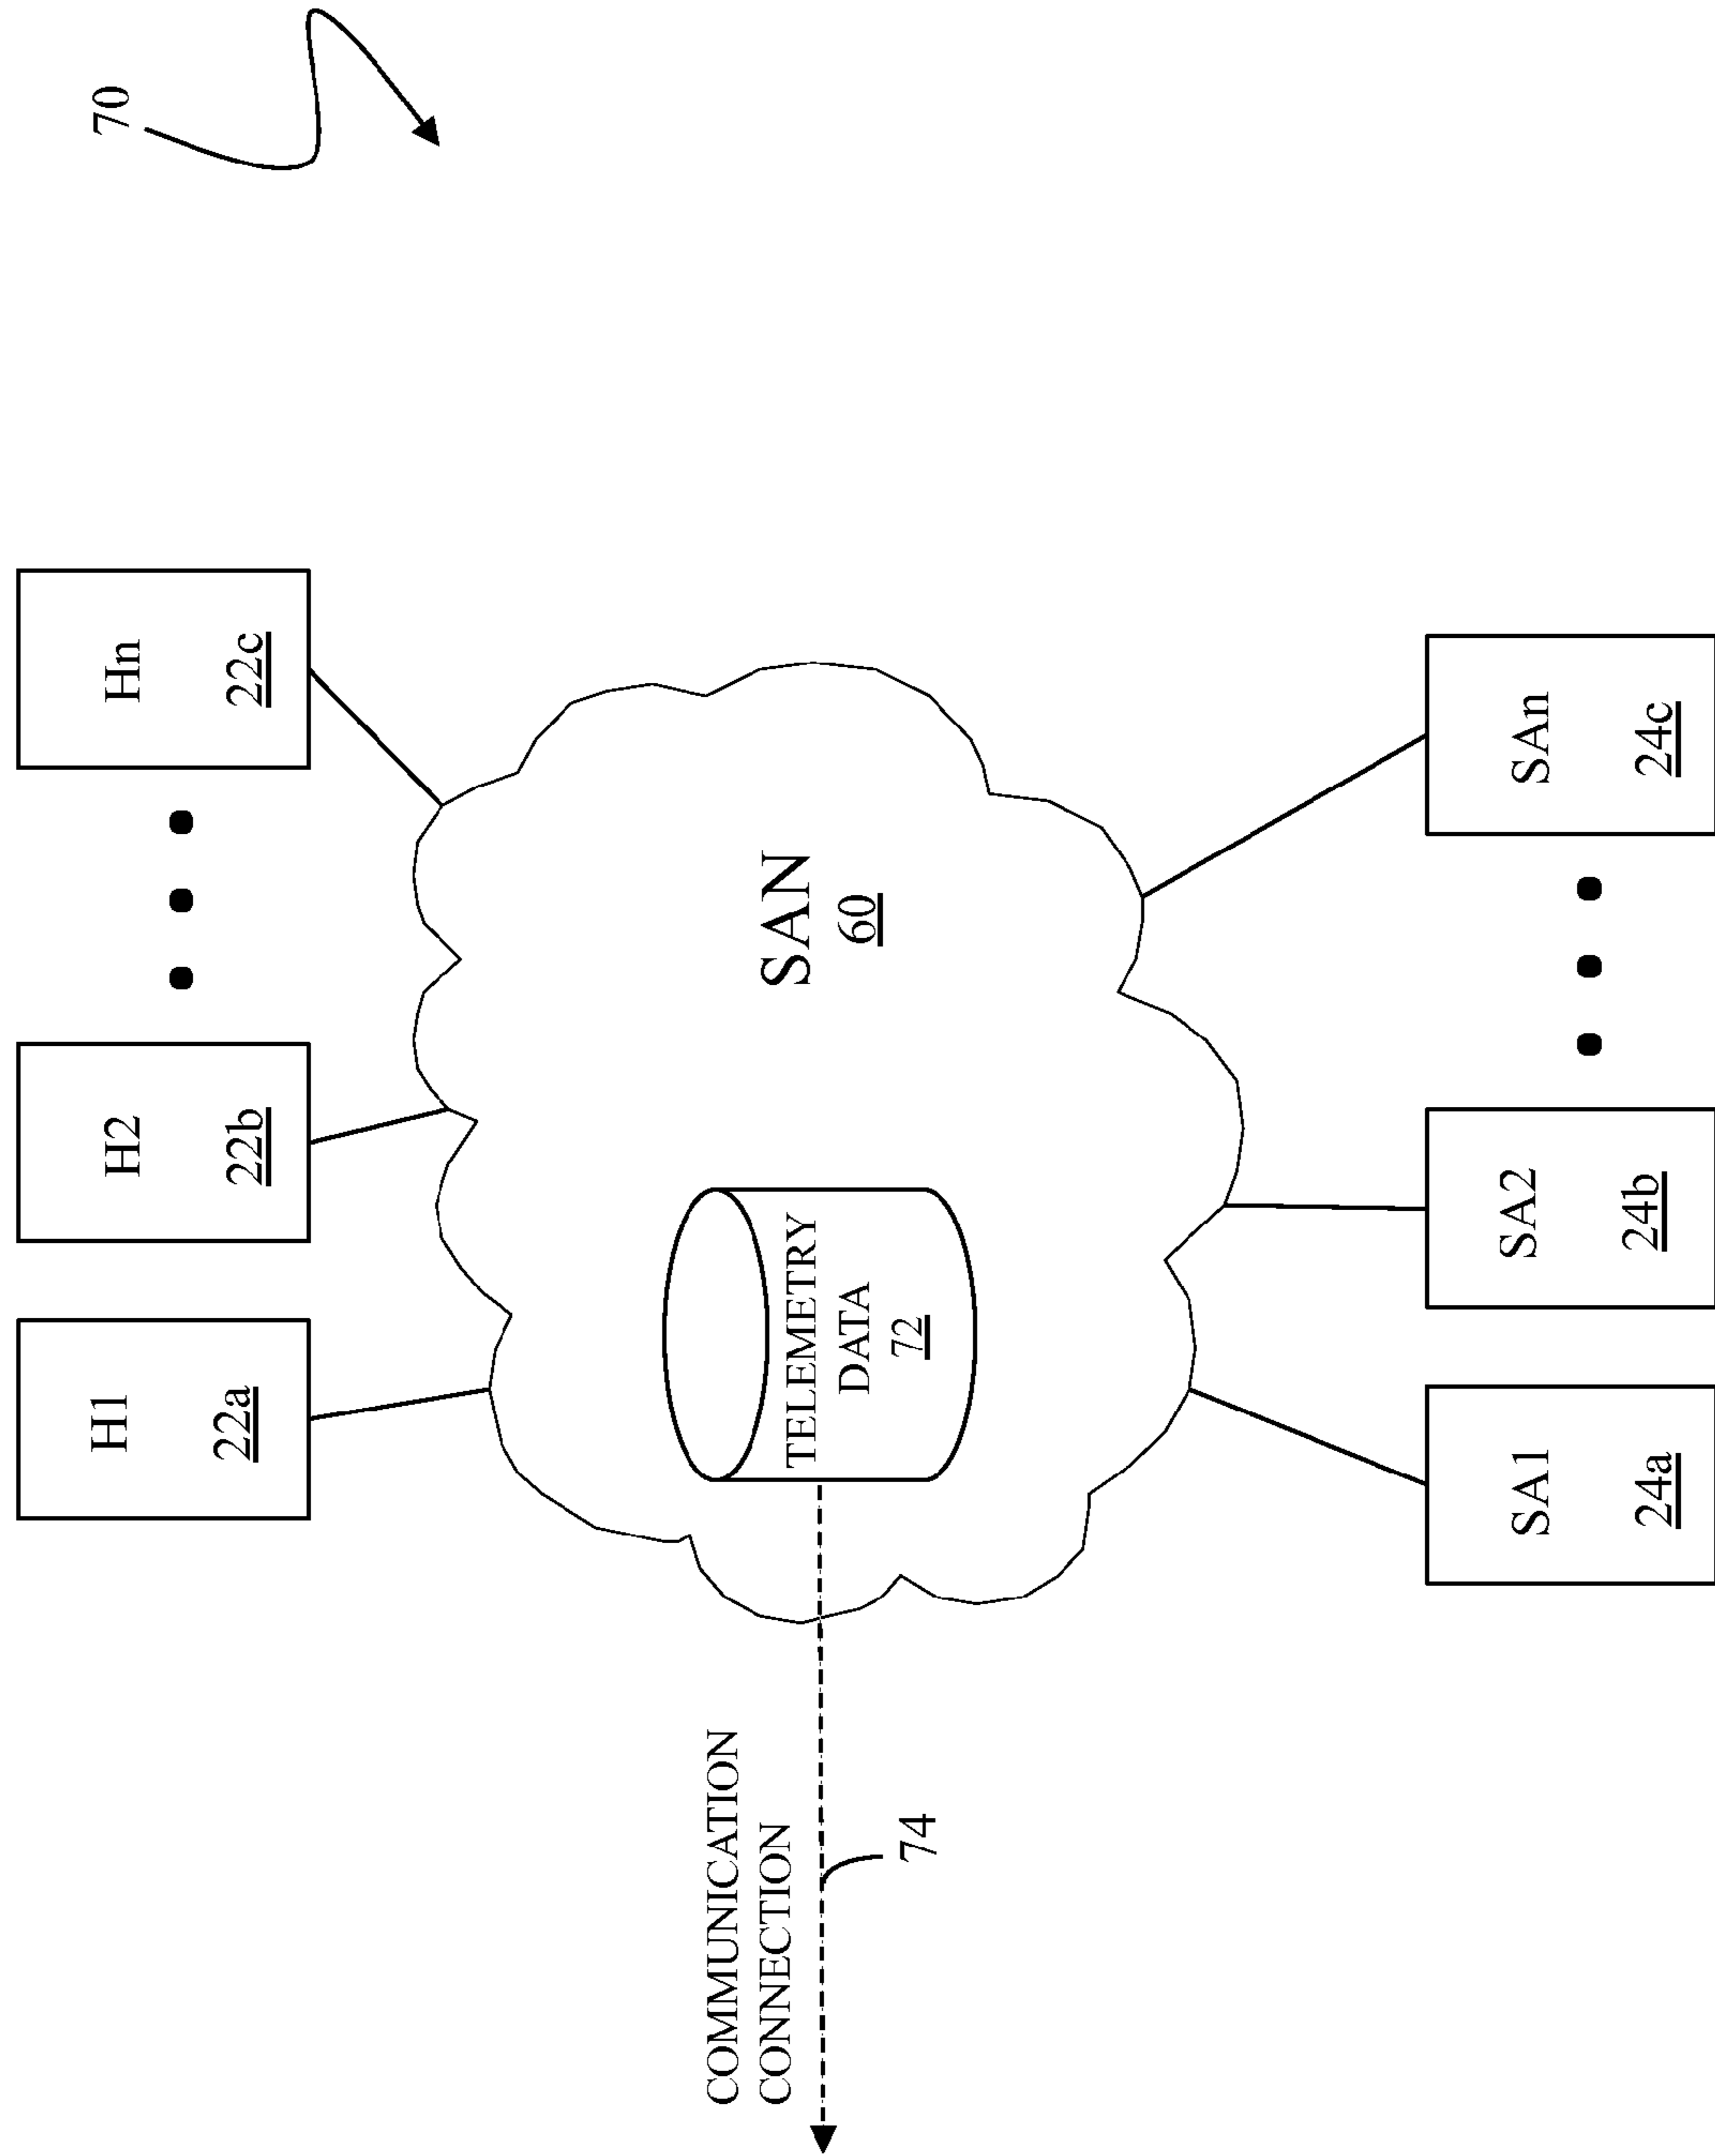 70
H1
22a
H2
22b
Hn
22c
SAN
60
TELEMETRY
DATA
72
COMMUNICATION
CONNECTION
74
SA1
24a
SA2
24b
SAn
24c